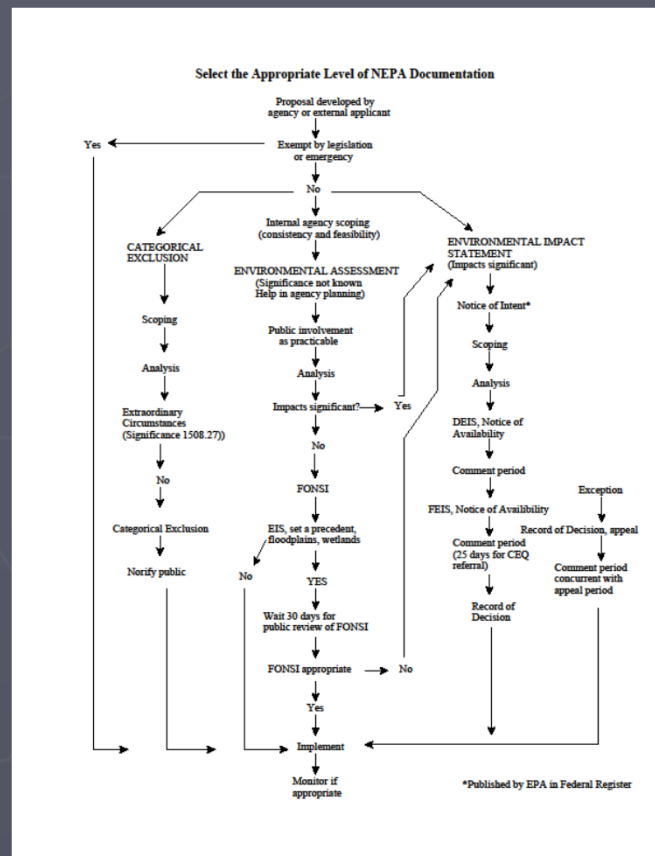 Select the Appropriate Level of NEPA Documentation
Proposal developed by
agency or external applicant
Yes
Exempt by legislation
or emergency
No
CATEGORICAL
EXCLUSION
Scoping
Analysis
Extraordinary
Circumstances
(Significance 1508.27))
No
Categorical Exclusion
Norify public
Internal agency scoping
(consistency and feasibility)
ENVIRONMENTAL ASSESSMENT
(Significance not known
Help in agency planning)
Public involvement
as practicable
Analysis
Impacts significant?
Yes
No
FONSI
EIS, set a precedent,
floodplains, wetlands
No
YES
Wait 30 days for
public review of FONSI
FONSI appropriate
No
Yes
Implement
Monitor if
appropriate
ENVIRONMENTAL IMPACT
STATEMENT
(Impacts significant)
Notice of Intent*
Scoping
Analysis
DEIS, Notice of
Availability
Comment period
FEIS, Notice of Availibility
Comment period
(25 days for CEQ
referral)
Record of
Decision
Exception
Record of Decision, appeal
Comment period
concurrent with
appeal period
*Published by EPA in Federal Register